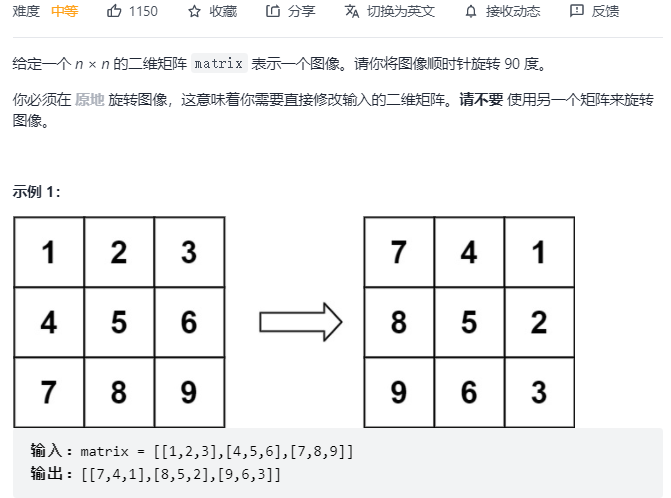 难度 中等 1150 收藏 分享 切换为英文 接收动态 反馈
给定一个 n × n 的二维矩阵 matrix 表示一个图像。请你将图像顺时针旋转 90 度。
你必须在 原地 旋转图像，这意味着你需要直接修改输入的二维矩阵。请不要 使用另一个矩阵来旋转
图像。
示例 1：
1 2 3 7 4 1
4 5 6 8 5 2
7 8 9 9 6 3
输入：matrix = [[1,2,3],[4,5,6],[7,8,9]]
输出：[[7,4,1],[8,5,2],[9,6,3]]